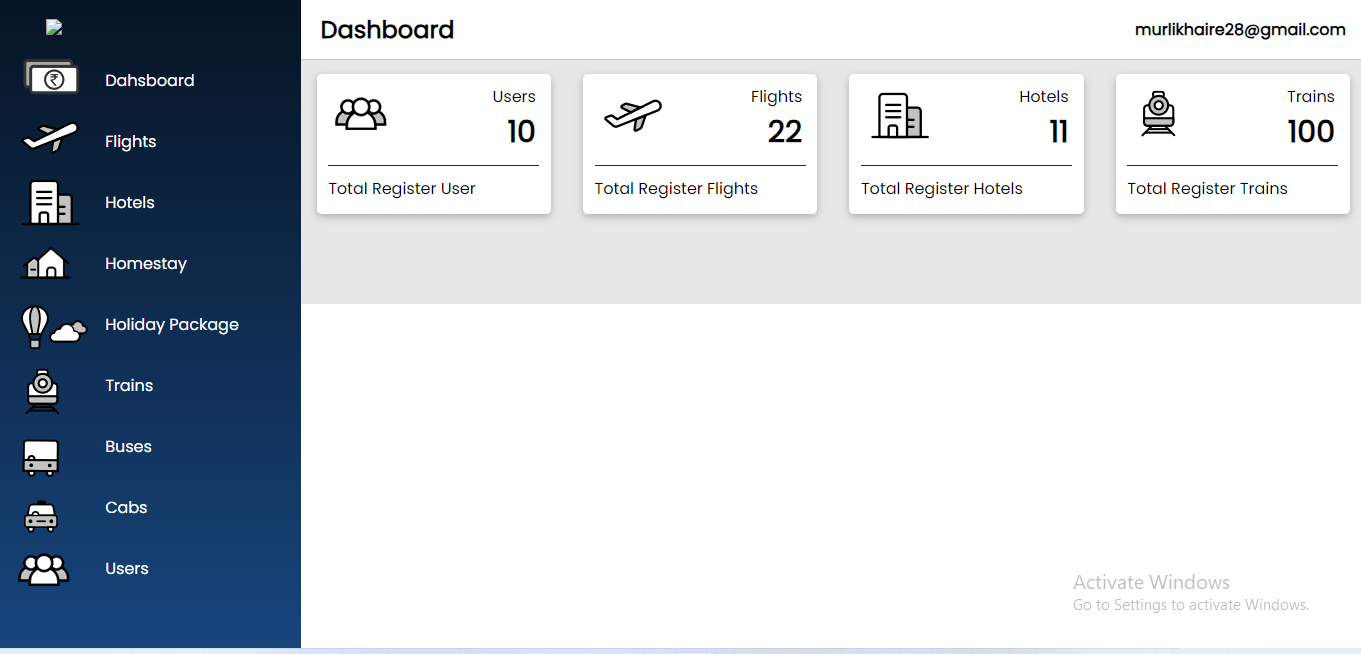 Dashboard
murlikhaire28@gmail.com
Dahsboard
Flights
Hotels
Homestay
Holiday Package
Trains
Buses
Cabs
Users
Users
10
Total Register User
Flights
22
Total Register Flights
Hotels
11
Total Register Hotels
Trains
100
Total Register Trains
Activate Windows
Go to Settings to activate Windows.